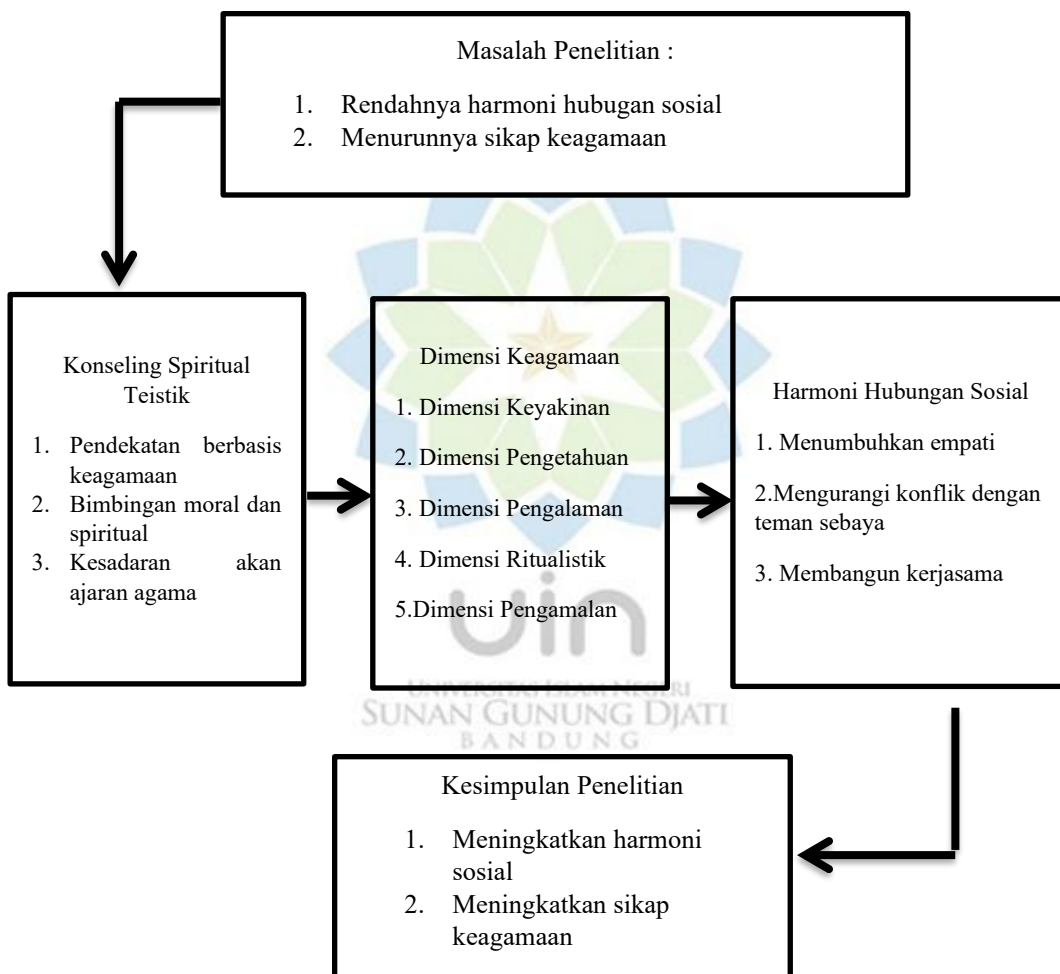 Masalah Penelitian :
1. Rendahnya harmoni hubugan sosial
2. Menurunnya sikap keagamaan
Konseling Spiritual
Teistik
1. Pendekatan berbasis
keagamaan
2. Bimbingan moral dan
spiritual
3. Kesadaran akan
ajaran agama
Dimensi Keagamaan
1. Dimensi Keyakinan
2. Dimensi Pengetahuan
3. Dimensi Pengalaman
4. Dimensi Ritualistik
5.Dimensi Pengamalan
Harmoni Hubungan Sosial
1. Menumbuhkan empati
2.Mengurangi konflik dengan
teman sebaya
3. Membangun kerjasama
uin
UNIVERSITAS ISLAM NEGERI
SUNAN GUNUNG DJATI
BANDUNG
Kesimpulan Penelitian
1. Meningkatkan harmoni
sosial
2. Meningkatkan sikap
keagamaan